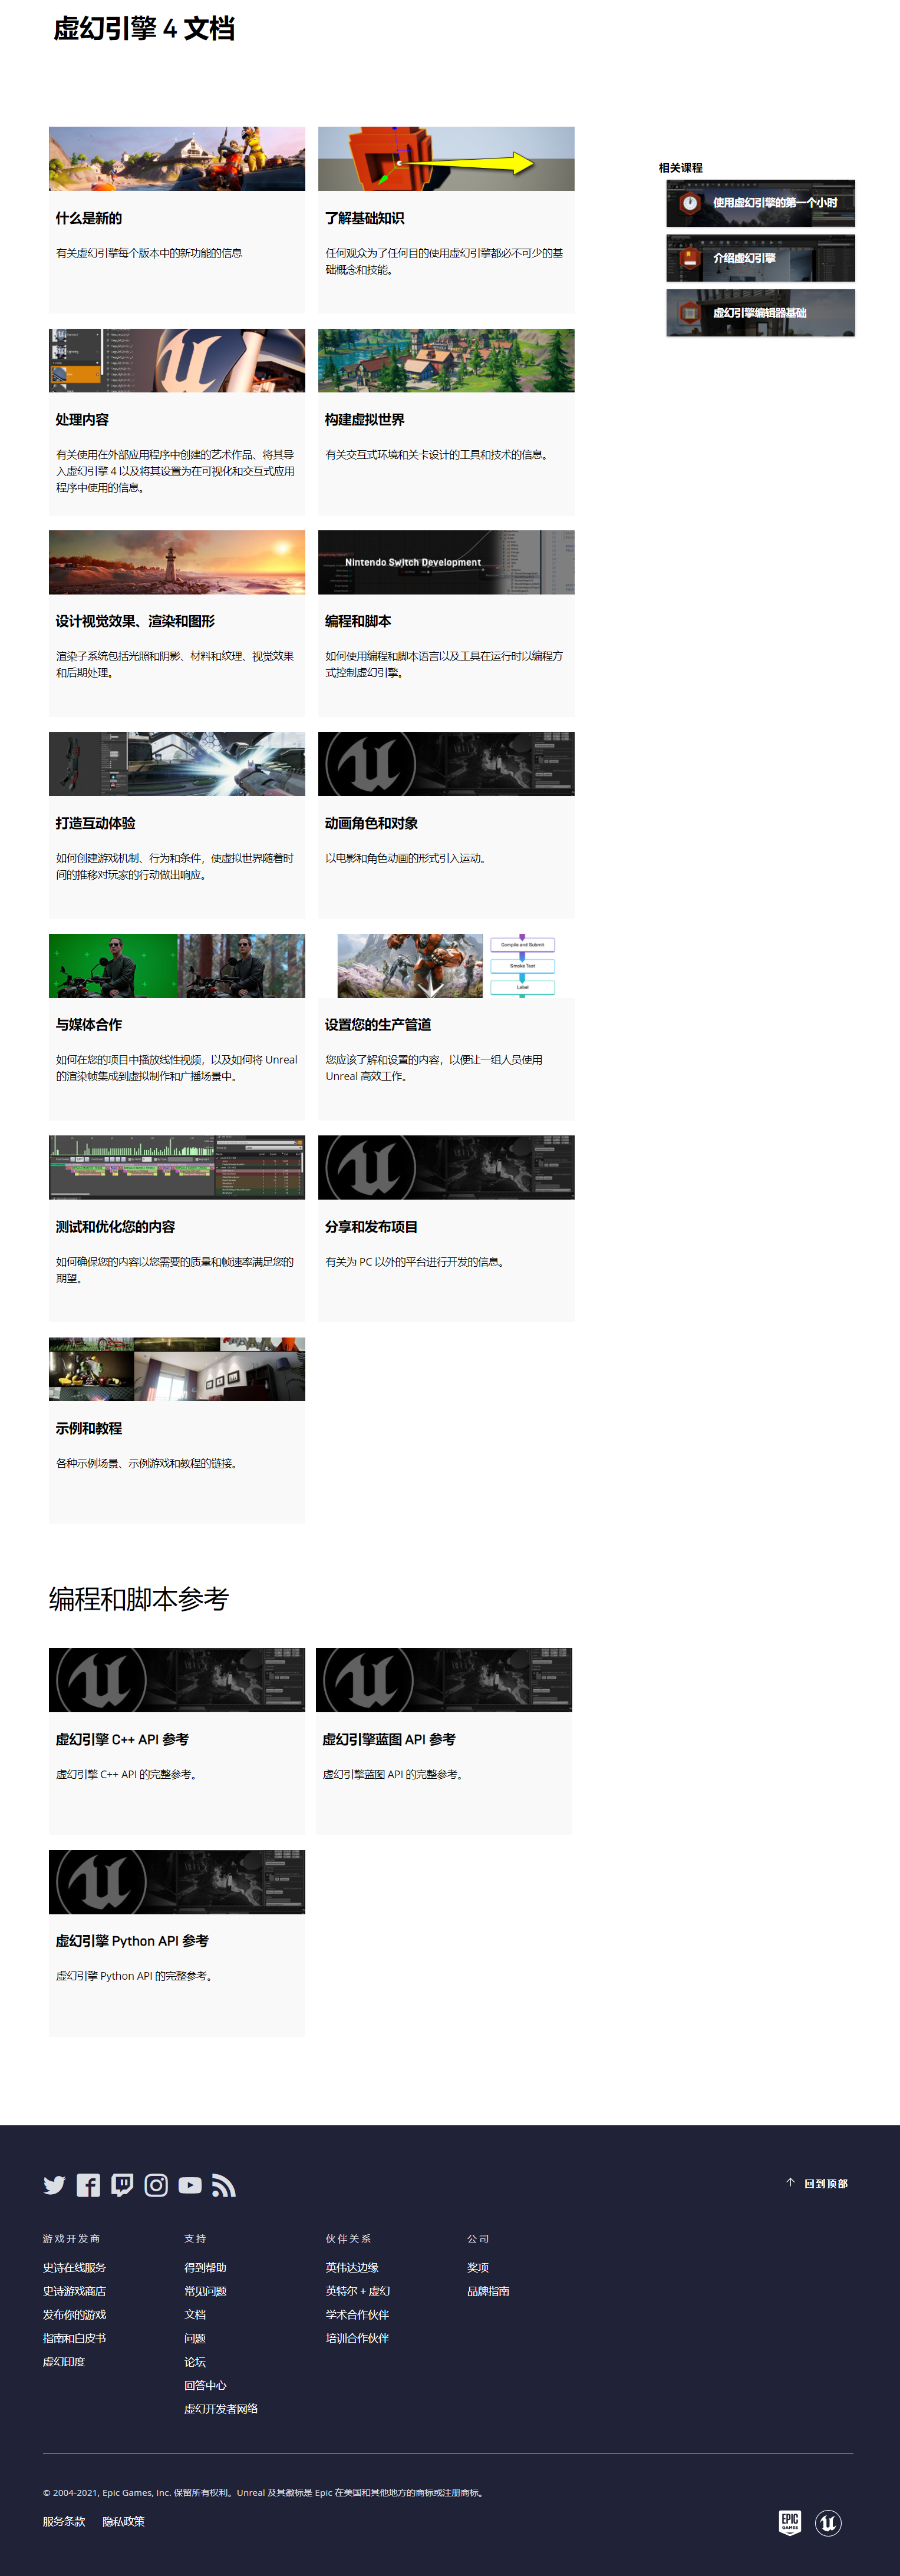 虚幻引擎 4 文档
相关课程
使用虚幻引擎的第一个小时
介绍虚幻引擎
虚幻引擎编辑器基础
什么是新的
有关虚幻引擎每个版本中的新功能的信息
了解基础知识
任何观众为了任何目的使用虚幻引擎都必不可少的基
础概念和技能。
处理内容
有关使用在外部应用程序中创建的艺术作品、将其导
入虚幻引擎 4 以及将其设置为在可视化和交互式应用
程序中使用的信息。
构建虚拟世界
有关交互式环境和关卡设计的工具和技术的信息。
设计视觉效果、渲染和图形
渲染子系统包括光照和阴影、材料和纹理、视觉效果
和后期处理。
Nintendo Switch Development
编程和脚本
如何使用编程和脚本语言以及工具在运行时以编程方
式控制虚幻引擎。
打造互动体验
如何创建游戏机制、行为和条件，使虚拟世界随着时
间的推移对玩家的行动做出响应。
动画角色和对象
以电影和角色动画的形式引入运动。
与媒体合作
如何在您的项目中播放线性视频，以及如何将 Unreal
的渲染帧集成到虚拟制作和广播场景中。
Compile and Submit
Smoke Test
Label
设置您的生产管道
您应该了解和设置的内容，以便让一组人员使用
Unreal 高效工作。
测试和优化您的内容
如何确保您的内容以您需要的质量和帧速率满足您的
期望。
分享和发布项目
有关为 PC 以外的平台进行开发的信息。
示例和教程
各种示例场景、示例游戏和教程的链接。
编程和脚本参考
虚幻引擎 C++ API 参考
虚幻引擎 C++ API 的完整参考。
虚幻引擎蓝图 API 参考
虚幻引擎蓝图 API 的完整参考。
虚幻引擎 Python API 参考
虚幻引擎 Python API 的完整参考。
回到顶部
游戏开发商
史诗在线服务
史诗游戏商店
发布你的游戏
指南和白皮书
虚幻印度
支持
得到帮助
常见问题
文档
问题
论坛
回答中心
虚幻开发者网络
伙伴关系
英伟达边缘
英特尔 + 虚幻
学术合作伙伴
培训合作伙伴
公司
奖项
品牌指南
© 2004-2021, Epic Games, Inc. 保留所有权利。Unreal 及其徽标是 Epic 在美国和其他地方的商标或注册商标。
服务条款 隐私政策
EPIC
GAMES